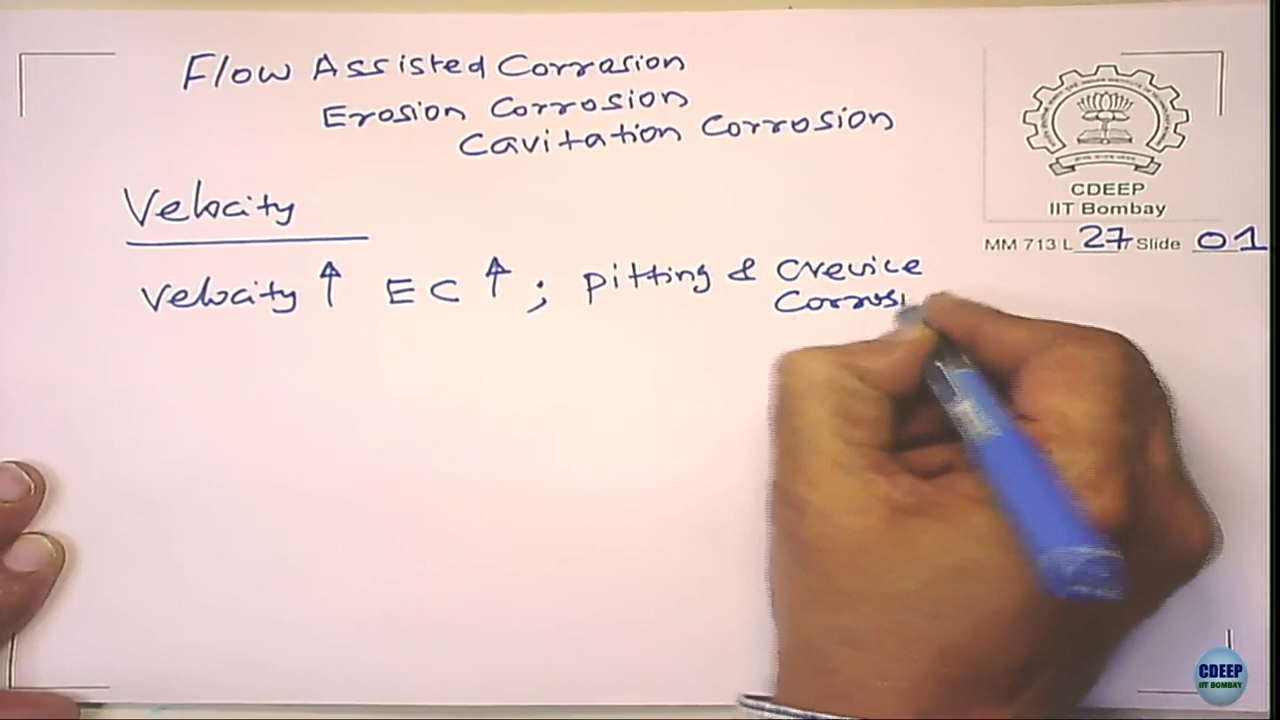 Flow Assisted Corrosion
Erosion Corrosion
Cavitation Corrosion
CDEEP
IIT Bombay
MM 713 L 27 Slide 01
Velocity
Velocity ↑ EC ↑ ; Pitting & Crevice
Corrosi
CDEEP
IIT BOMBAY